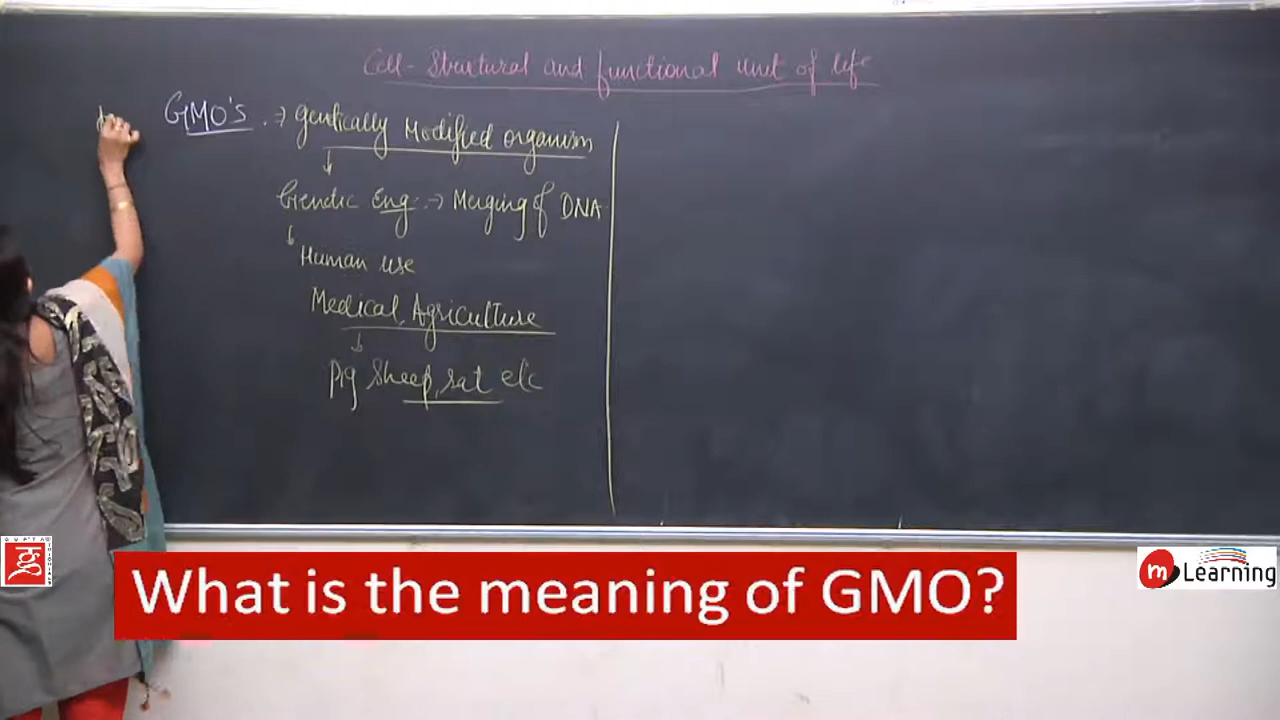 Cell - Structural and functional unit of life
GMO's .→ genetically Modified organism
↓
Genetic Eng .→ Merging of DNA
↓
Human use
Medical, Agriculture
↓
Pig Sheep, rat etc
GUPTA
m Learning
What is the meaning of GMO?